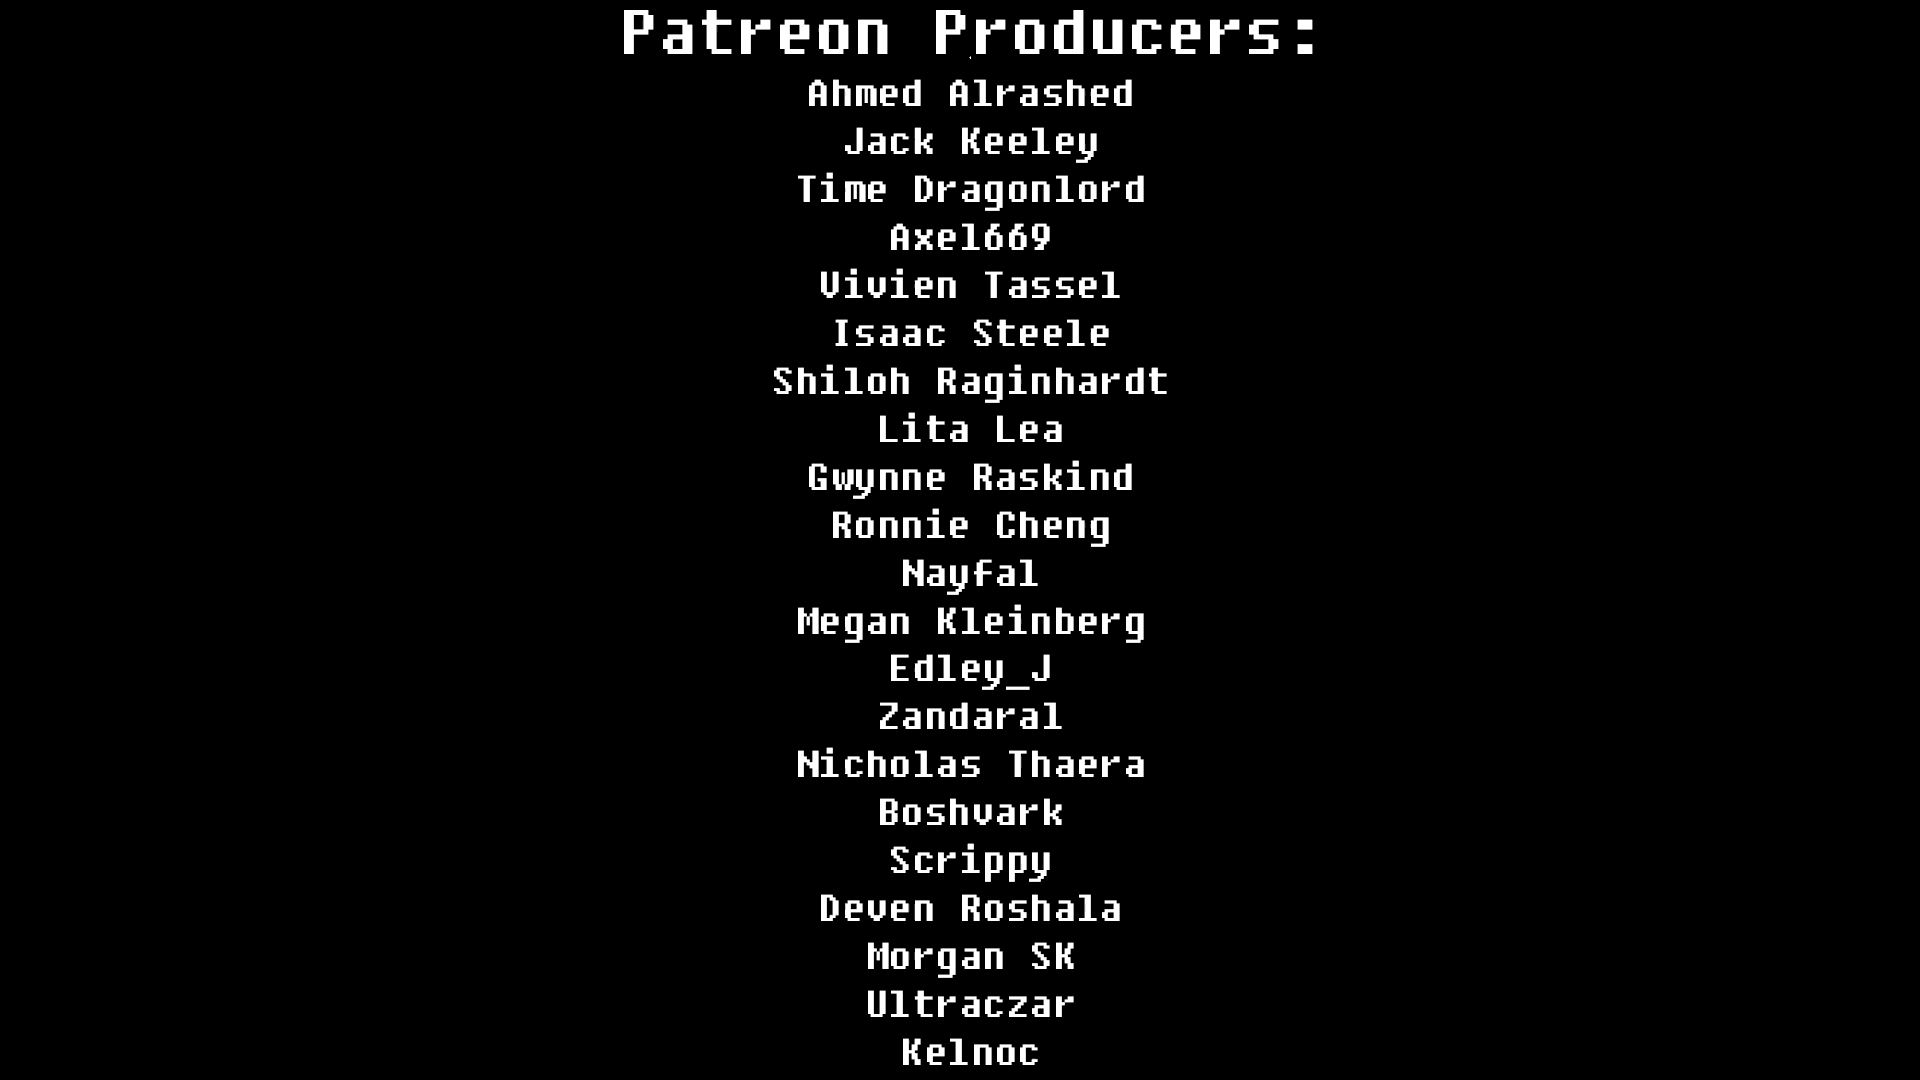 Patreon Producers:
Ahmed Alrashed
Jack Keeley
Time Dragonlord
Axel669
Vivien Tassel
Isaac Steele
Shiloh Raginhardt
Lita Lea
Gwynne Raskind
Ronnie Cheng
Nayfal
Megan Kleinberg
Edley_J
Zandaral
Nicholas Thaera
Boshvark
Scrippy
Deven Roshala
Morgan SK
Ultraczar
Kelnoc